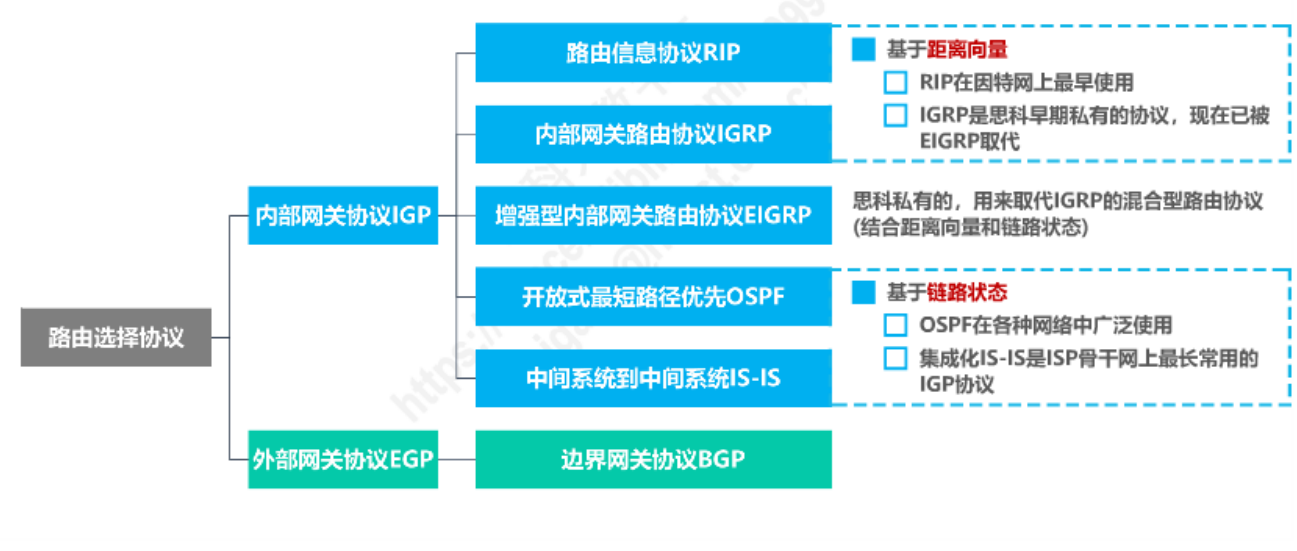 路由信息协议RIP
基于距离向量
RIP在因特网上最早使用
IGRP是思科早期私有的协议，现在已被
EIGRP取代
内部网关路由协议IGRP
内部网关协议IGP
增强型内部网关路由协议EIGRP
思科私有的，用来取代IGRP的混合型路由协议
(结合距离向量和链路状态)
开放式最短路径优先OSPF
基于链路状态
OSPF在各种网络中广泛使用
集成化IS-IS是ISP骨干网上最长常用的
IGP协议
路由选择协议
中间系统到中间系统IS-IS
外部网关协议EGP
边界网关协议BGP